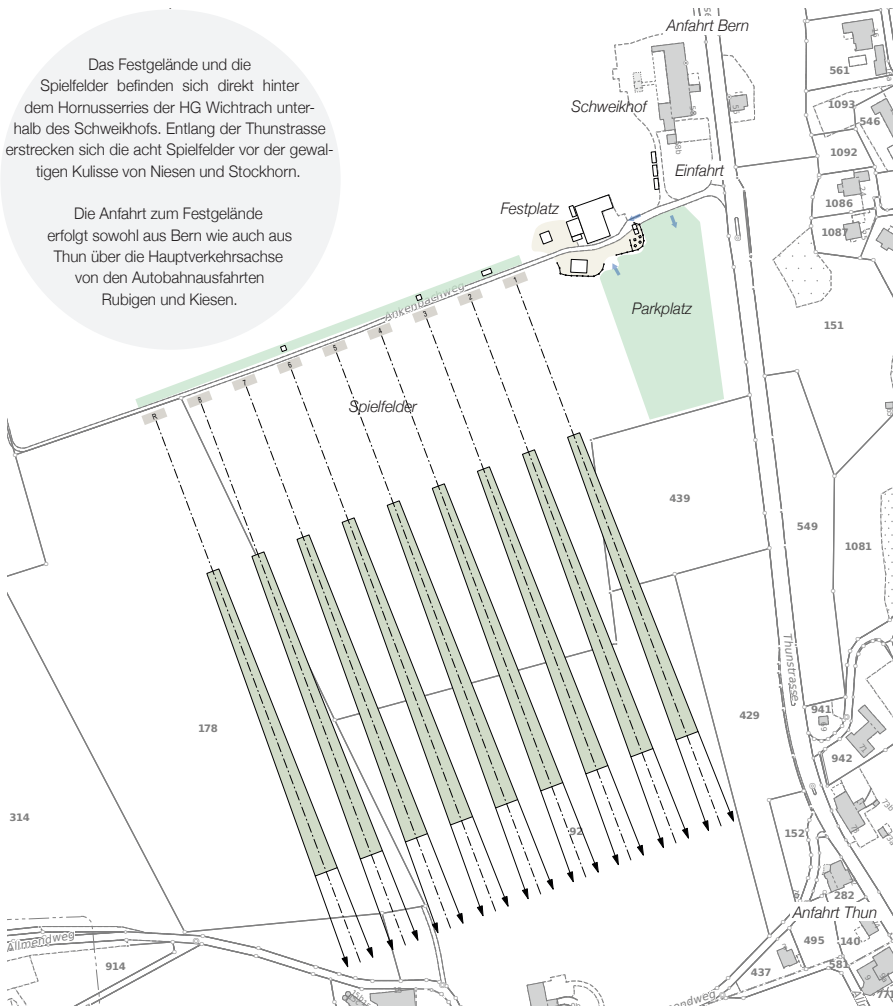 Das Festgelände und die
Spielfelder befinden sich direkt hinter
dem Hornusserries der HG Wichtrach unter-
halb des Schweikhofs. Entlang der Thunstrasse
erstrecken sich die acht Spielfelder vor der gewal-
tigen Kulisse von Niesen und Stockhorn.
Die Anfahrt zum Festgelände
erfolgt sowohl aus Bern wie auch aus
Thun über die Hauptverkehrsachse
von den Autobahnausfahrten
Rubigen und Kiesen.
Anfahrt Bern
561
Schweikhof
1093
546
1092
Einfahrt
1086
Festplatz
1087
Ankenbachweg
Parkplatz
151
1
2
3
4
5
6
7
8
R
Spielfelder
439
549
1081
Thunstrasse
178
429
941
942
314
92
152
282
Anfahrt Thun
Allmendweg
495
140
914
437
581